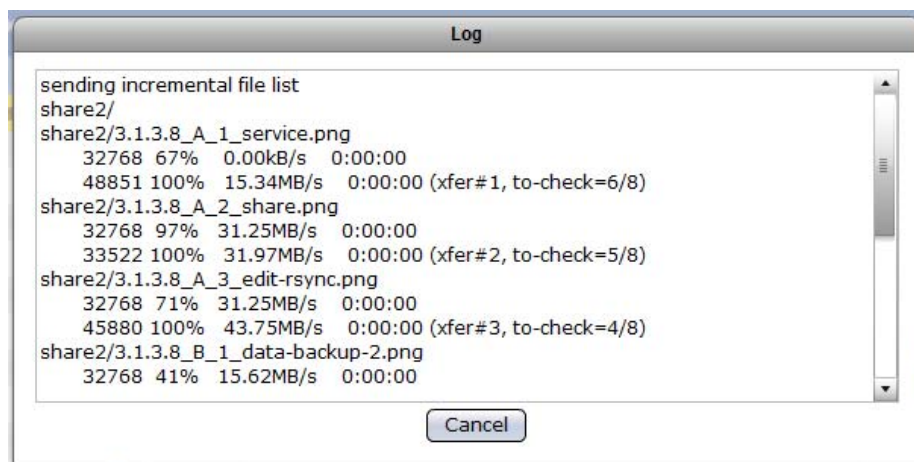 Log
sending incremental file list
share2/
share2/3.1.3.8_A_1_service.png
32768 67% 0.00kB/s 0:00:00
48851 100% 15.34MB/s 0:00:00 (xfer#1, to-check=6/8)
share2/3.1.3.8_A_2_share.png
32768 97% 31.25MB/s 0:00:00
33522 100% 31.97MB/s 0:00:00 (xfer#2, to-check=5/8)
share2/3.1.3.8_A_3_edit-rsync.png
32768 71% 31.25MB/s 0:00:00
45880 100% 43.75MB/s 0:00:00 (xfer#3, to-check=4/8)
share2/3.1.3.8_B_1_data-backup-2.png
32768 41% 15.62MB/s 0:00:00
Cancel